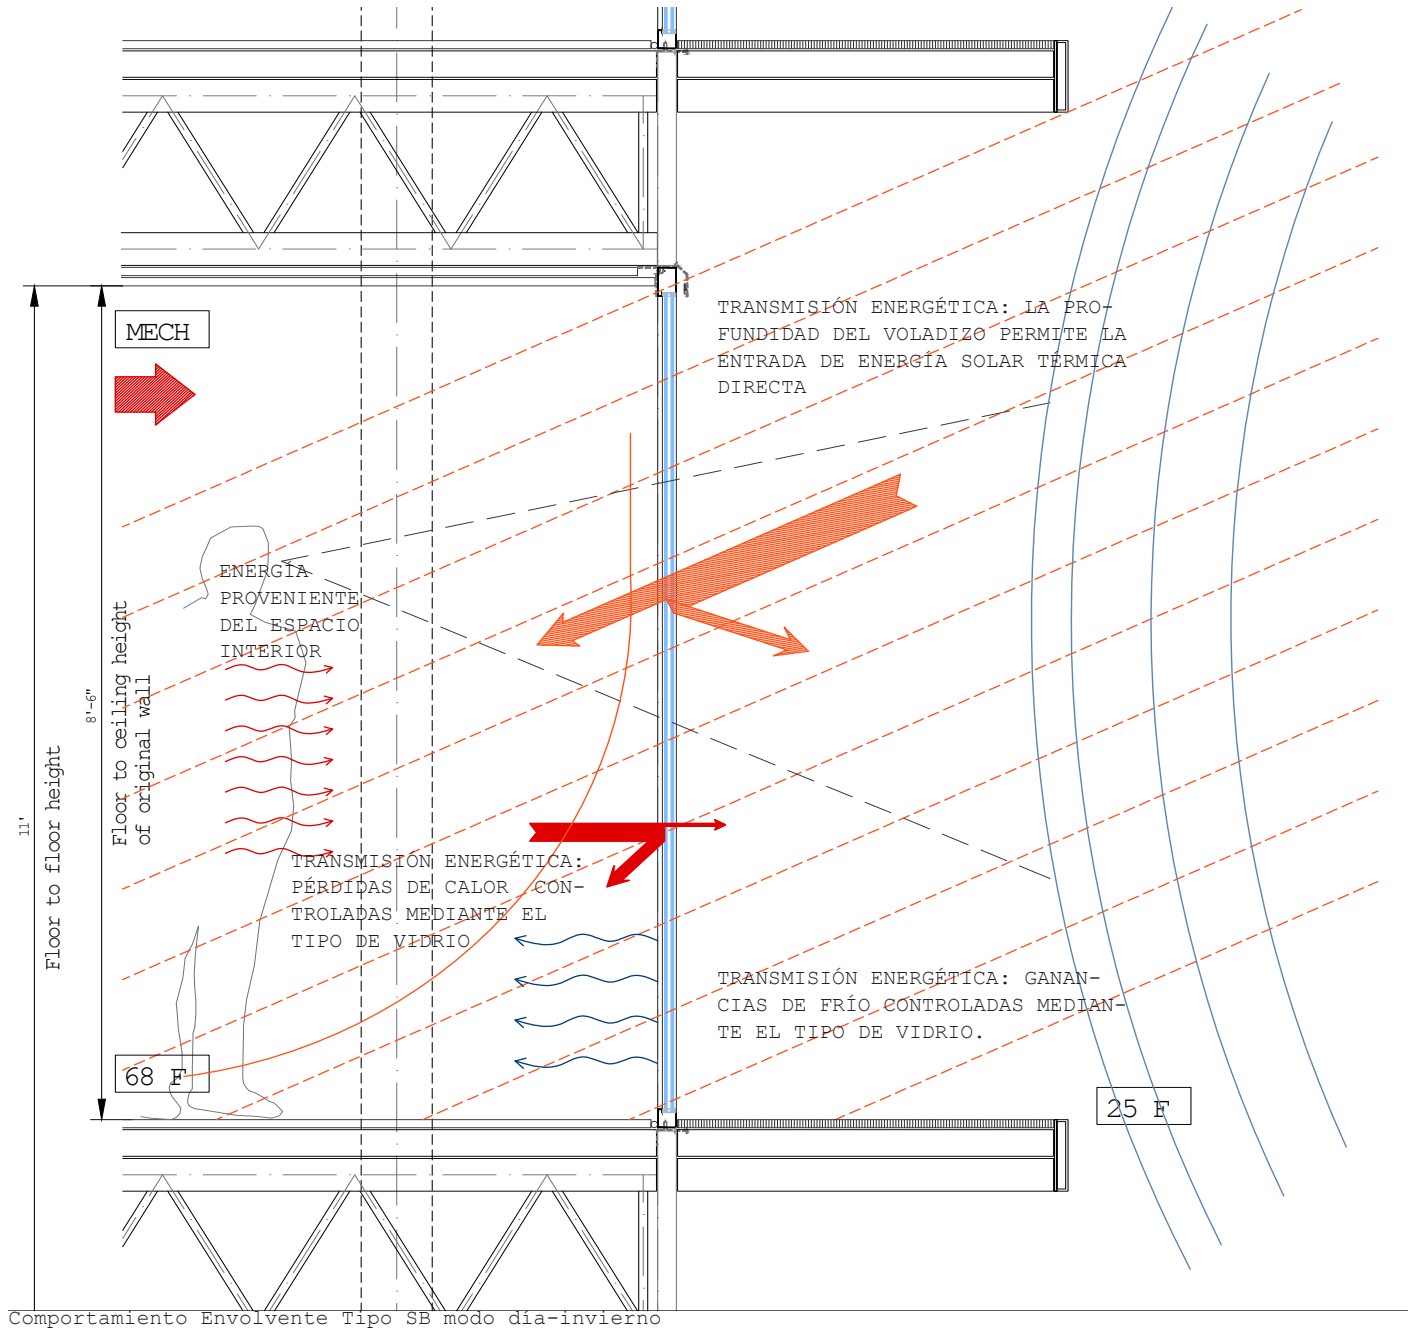 MECH
TRANSMISIÓN ENERGÉTICA: LA PRO-
FUNDIDAD DEL VOLADIZO PERMITE LA
ENTRADA DE ENERGÍA SOLAR TÉRMICA
DIRECTA
ENERGÍA
PROVENIENTE
DEL ESPACIO
INTERIOR
11'
Floor to floor height
8'-6"
Floor to ceiling height
of original wall
TRANSMISIÓN ENERGÉTICA:
PÉRDIDAS DE CALOR CON-
TROLADAS MEDIANTE EL
TIPO DE VIDRIO
TRANSMISIÓN ENERGÉTICA: GANAN-
CIAS DE FRÍO CONTROLADAS MEDIAN-
TE EL TIPO DE VIDRIO.
68 F
25 F
Comportamiento Envolvente Tipo SB modo día-invierno